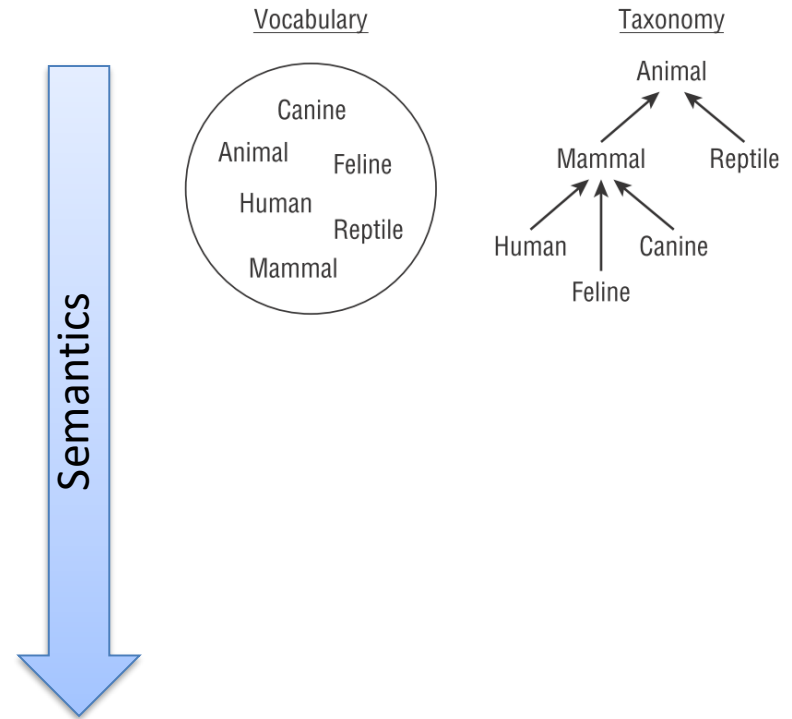 Vocabulary
Taxonomy
Canine
Animal
Feline
Human
Reptile
Mammal
Animal
Mammal
Reptile
Human
Canine
Feline
Semantics